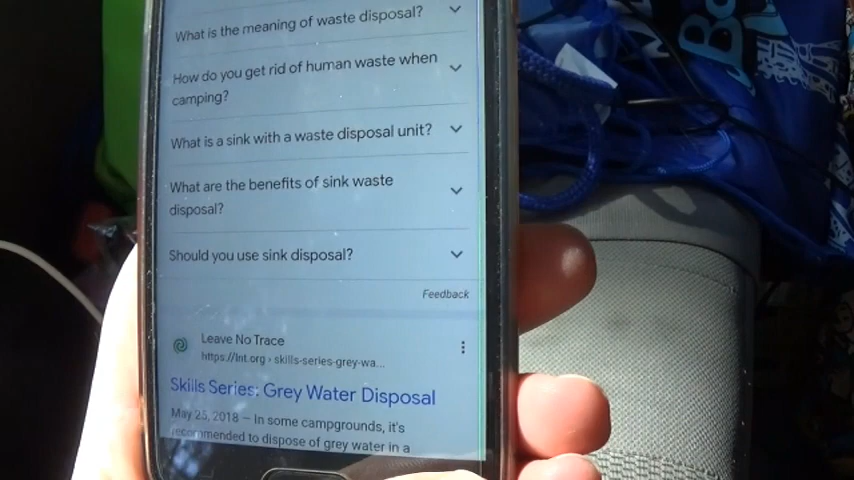 What is the meaning of waste disposal?
How do you get rid of human waste when
camping?
What is a sink with a waste disposal unit?
What are the benefits of sink waste
disposal?
Should you use sink disposal?
Feedback
Leave No Trace
https://lnt.org › skills-series-grey-wa...
Skills Series: Grey Water Disposal
May 25, 2018 — In some campgrounds, it's
recommended to dispose of grey water in a